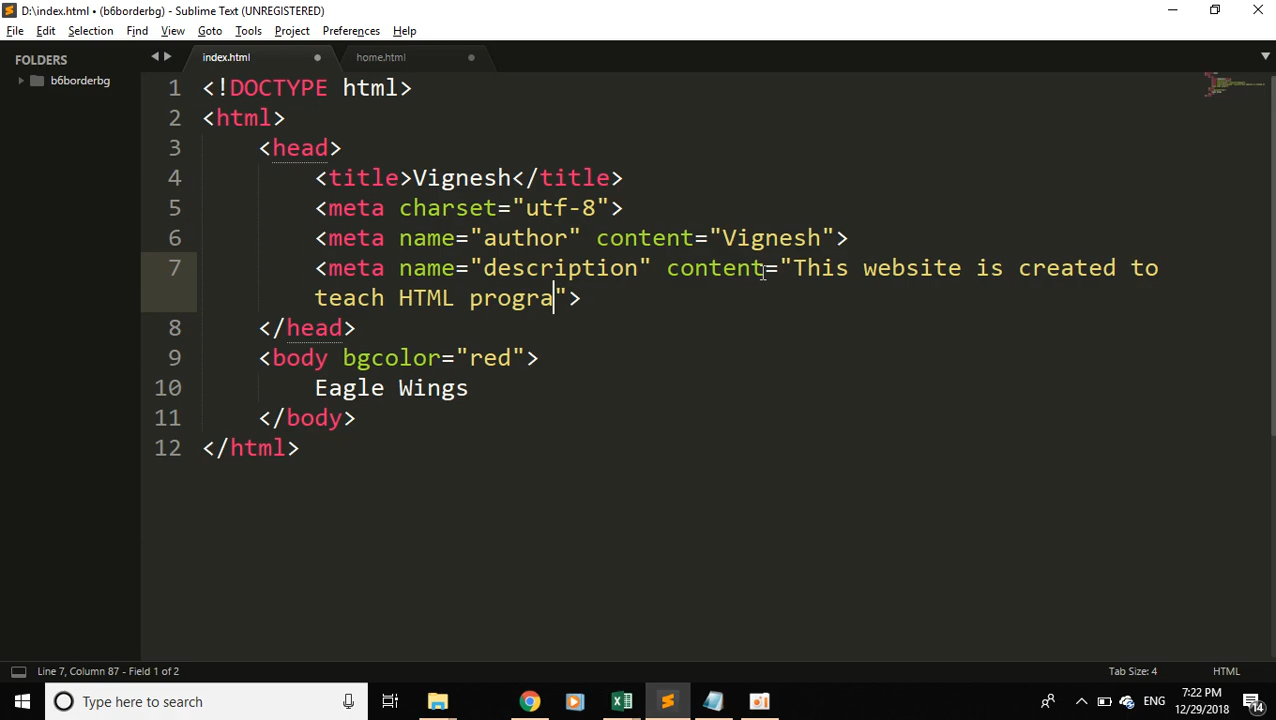 D:\index.html • (b6borderbg) - Sublime Text (UNREGISTERED)
File Edit Selection Find View Goto Tools Project Preferences Help
FOLDERS
b6borderbg
index.html home.html
1 <!DOCTYPE html>
2 <html>
3 <head>
4 <title>Vignesh</title>
5 <meta charset="utf-8">
6 <meta name="author" content="Vignesh">
7 <meta name="description" content="This website is created to
teach HTML progra">
8 </head>
9 <body bgcolor="red">
10 Eagle Wings
11 </body>
12 </html>
Line 7, Column 87 - Field 1 of 2 Tab Size: 4 HTML
Type here to search ENG 7:22 PM
12/29/2018 14